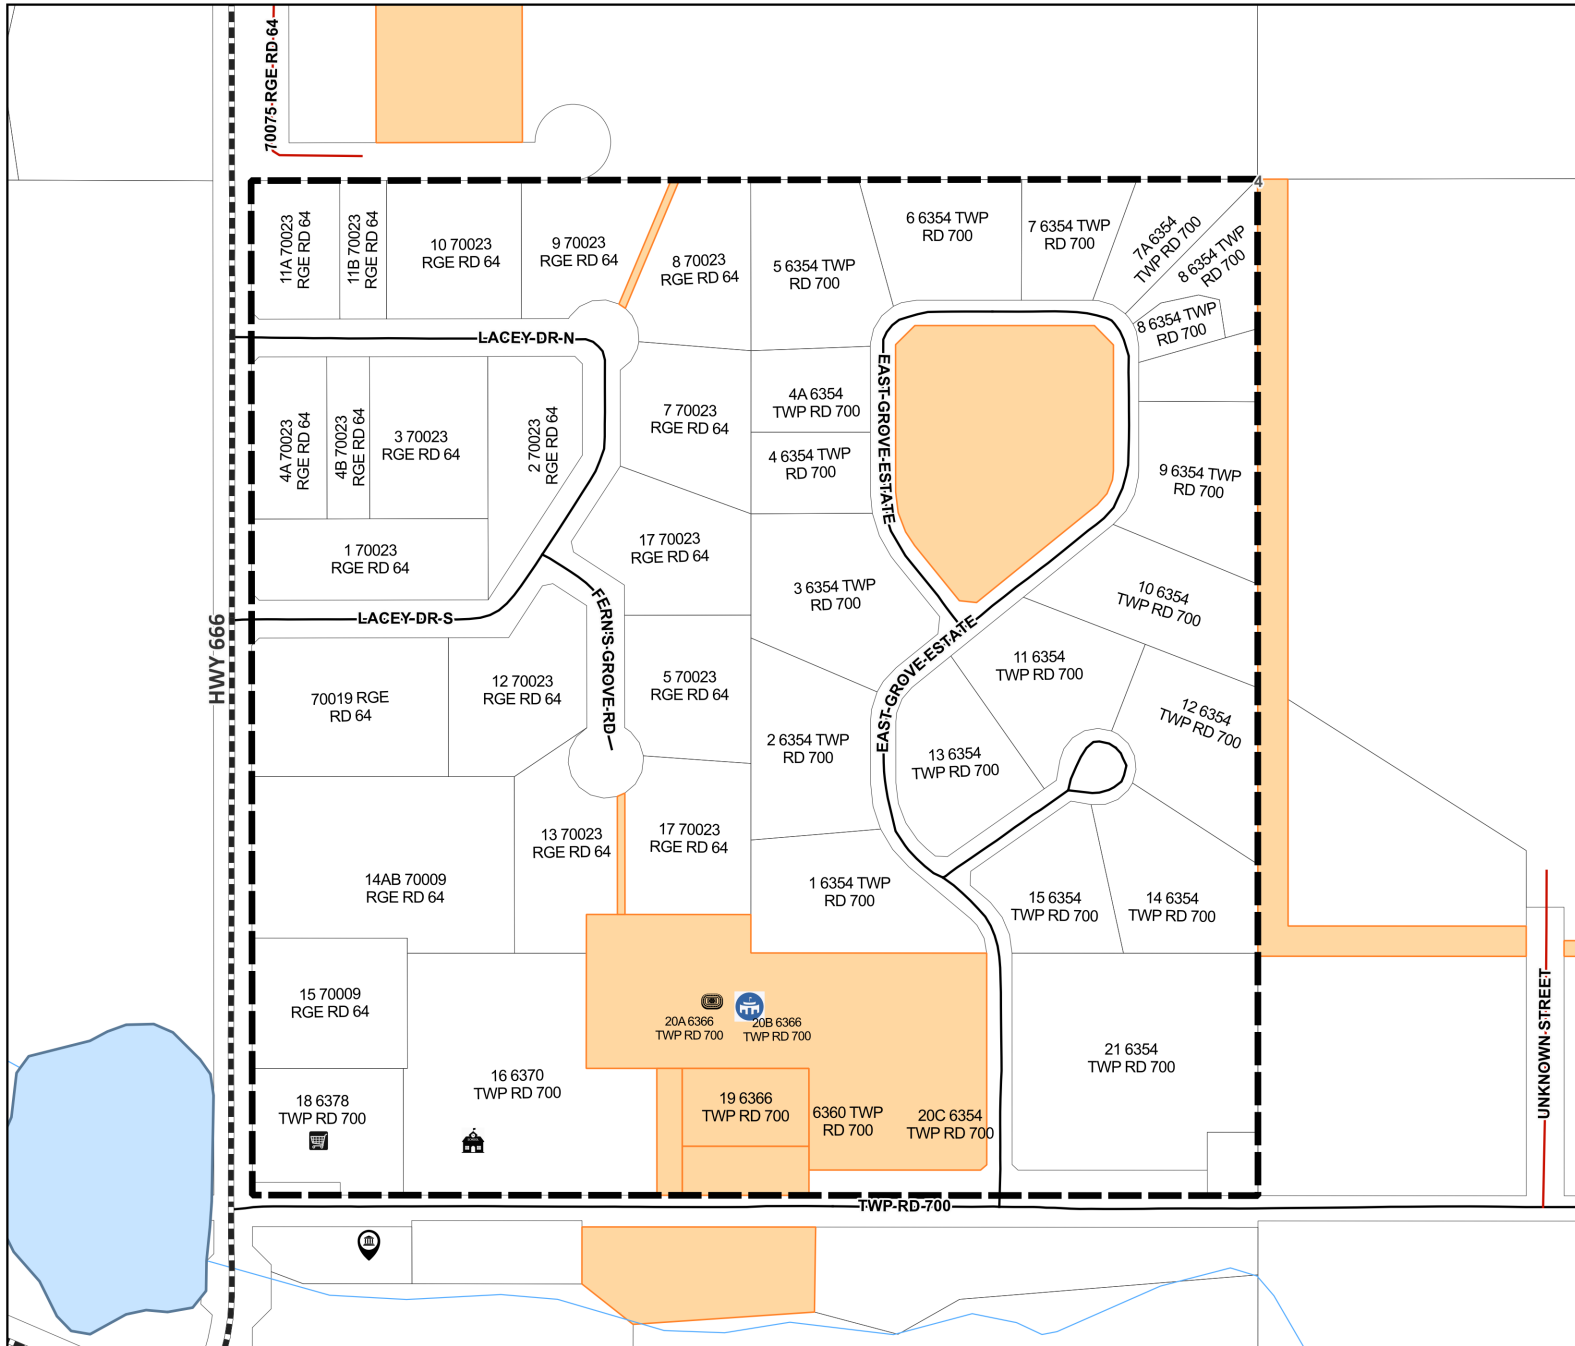 70075-RGE-RD-64
4
11A 70023
RGE RD 64
11B 70023
RGE RD 64
10 70023
RGE RD 64
9 70023
RGE RD 64
8 70023
RGE RD 64
5 6354 TWP
RD 700
6 6354 TWP
RD 700
7 6354 TWP
RD 700
7A 6354
TWP RD 700
8 6354 TWP
RD 700
8 6354 TWP
RD 700
LACEY-DR-N
4A 70023
RGE RD 64
4B 70023
RGE RD 64
3 70023
RGE RD 64
2 70023
RGE RD 64
7 70023
RGE RD 64
4A 6354
TWP RD 700
4 6354 TWP
RD 700
EAST-GROVE-ESTATE
9 6354 TWP
RD 700
1 70023
RGE RD 64
17 70023
RGE RD 64
3 6354 TWP
RD 700
10 6354
TWP RD 700
LACEY-DR-S
FERN'S-GROVE-RD
EAST-GROVE-ESTATE
HWY 666
70019 RGE
RD 64
12 70023
RGE RD 64
5 70023
RGE RD 64
2 6354 TWP
RD 700
11 6354
TWP RD 700
12 6354
TWP RD 700
13 6354
TWP RD 700
14AB 70009
RGE RD 64
13 70023
RGE RD 64
17 70023
RGE RD 64
1 6354 TWP
RD 700
15 6354
TWP RD 700
14 6354
TWP RD 700
15 70009
RGE RD 64
20A 6366
TWP RD 700
20B 6366
TWP RD 700
21 6354
TWP RD 700
UNKNOWN-STREET
18 6378
TWP RD 700
16 6370
TWP RD 700
19 6366
TWP RD 700
6360 TWP
RD 700
20C 6354
TWP RD 700
TWP-RD-700